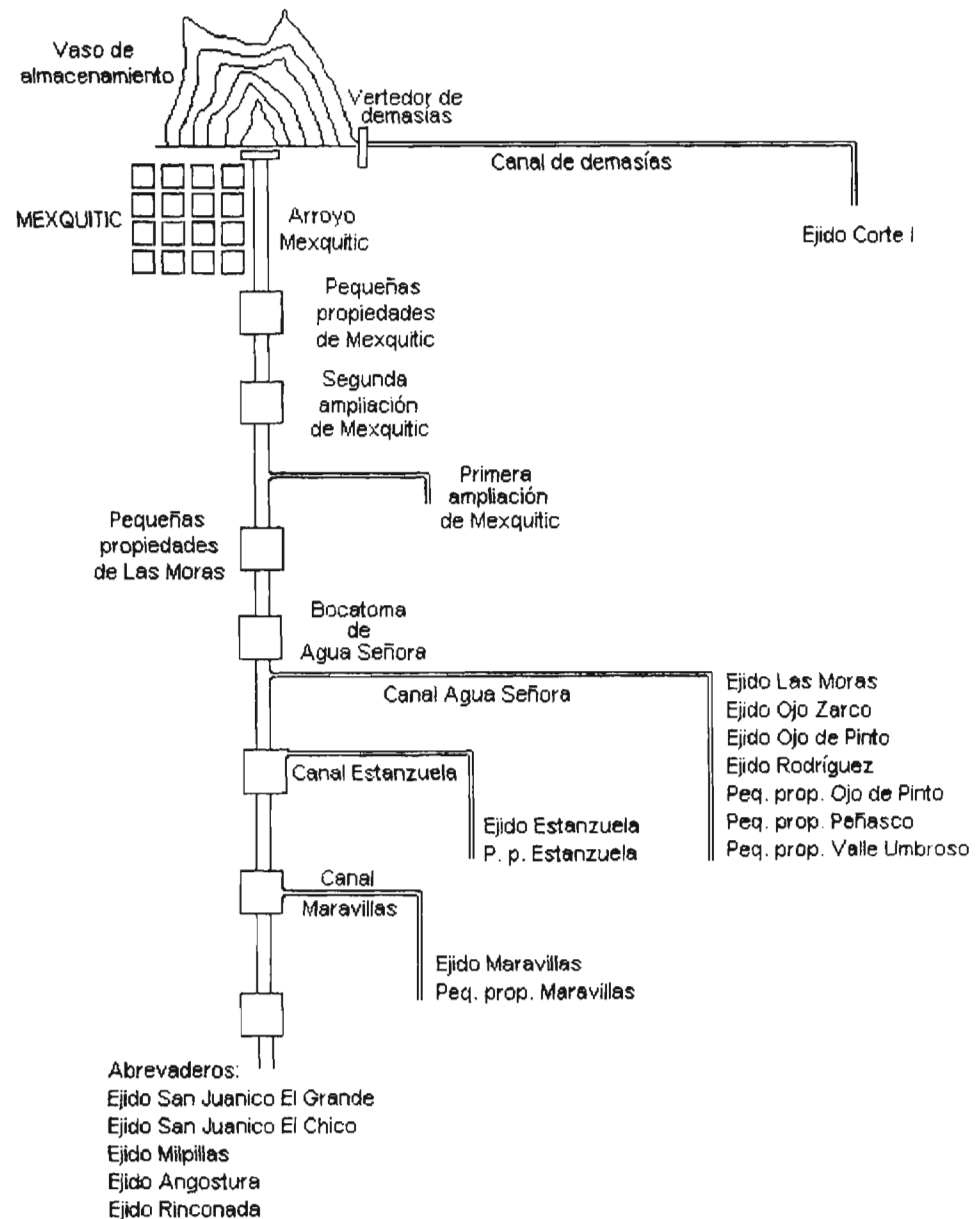 Vaso de
almacenamiento
Vertedor de
demasías
Canal de demasías
MEXQUITIC
Arroyo
Mexquitic
Ejido Corte I
Pequeñas
propiedades
de Mexquitic
Segunda
ampliación
de Mexquitic
Primera
ampliación
de Mexquitic
Pequeñas
propiedades
de Las Moras
Bocatoma
de
Agua Señora
Canal Agua Señora
Ejido Las Moras
Ejido Ojo Zarco
Ejido Ojo de Pinto
Ejido Rodríguez
Peq. prop. Ojo de Pinto
Peq. prop. Peñasco
Peq. prop. Valle Umbroso
Canal Estanzuela
Ejido Estanzuela
P. p. Estanzuela
Canal
Maravillas
Ejido Maravillas
Peq. prop. Maravillas
Abrevaderos:
Ejido San Juanico El Grande
Ejido San Juanico El Chico
Ejido Milpillas
Ejido Angostura
Ejido Rinconada